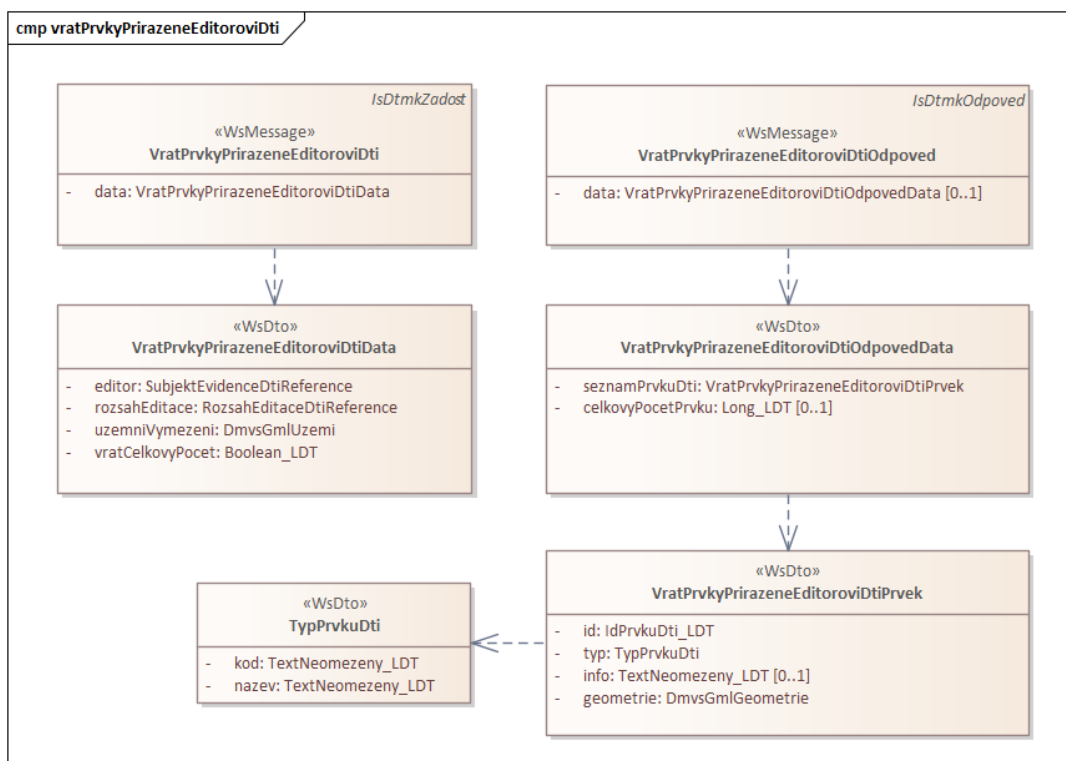 cmp vratPrvkyPrirazeneEditoroviDti
IsDtmkZadost
«WsMessage»
VratPrvkyPrirazeneEditoroviDti
- data: VratPrvkyPrirazeneEditoroviDtiData
IsDtmkOdpoved
«WsMessage»
VratPrvkyPrirazeneEditoroviDtiOdpoved
- data: VratPrvkyPrirazeneEditoroviDtiOdpovedData [0..1]
«WsDto»
VratPrvkyPrirazeneEditoroviDtiData
- editor: SubjektEvidenceDtiReference
- rozsahEditace: RozsahEditaceDtiReference
- uzemniVymezeni: DmvsGmlUzemi
- vratCelkovyPocet: Boolean_LDT
«WsDto»
VratPrvkyPrirazeneEditoroviDtiOdpovedData
- seznamPrvkuDti: VratPrvkyPrirazeneEditoroviDtiPrvek
- celkovyPocetPrvku: Long_LDT [0..1]
«WsDto»
TypPrvkuDti
- kod: TextNeomezeny_LDT
- nazev: TextNeomezeny_LDT
«WsDto»
VratPrvkyPrirazeneEditoroviDtiPrvek
- id: IdPrvkuDti_LDT
- typ: TypPrvkuDti
- info: TextNeomezeny_LDT [0..1]
- geometrie: DmvsGmlGeometrie